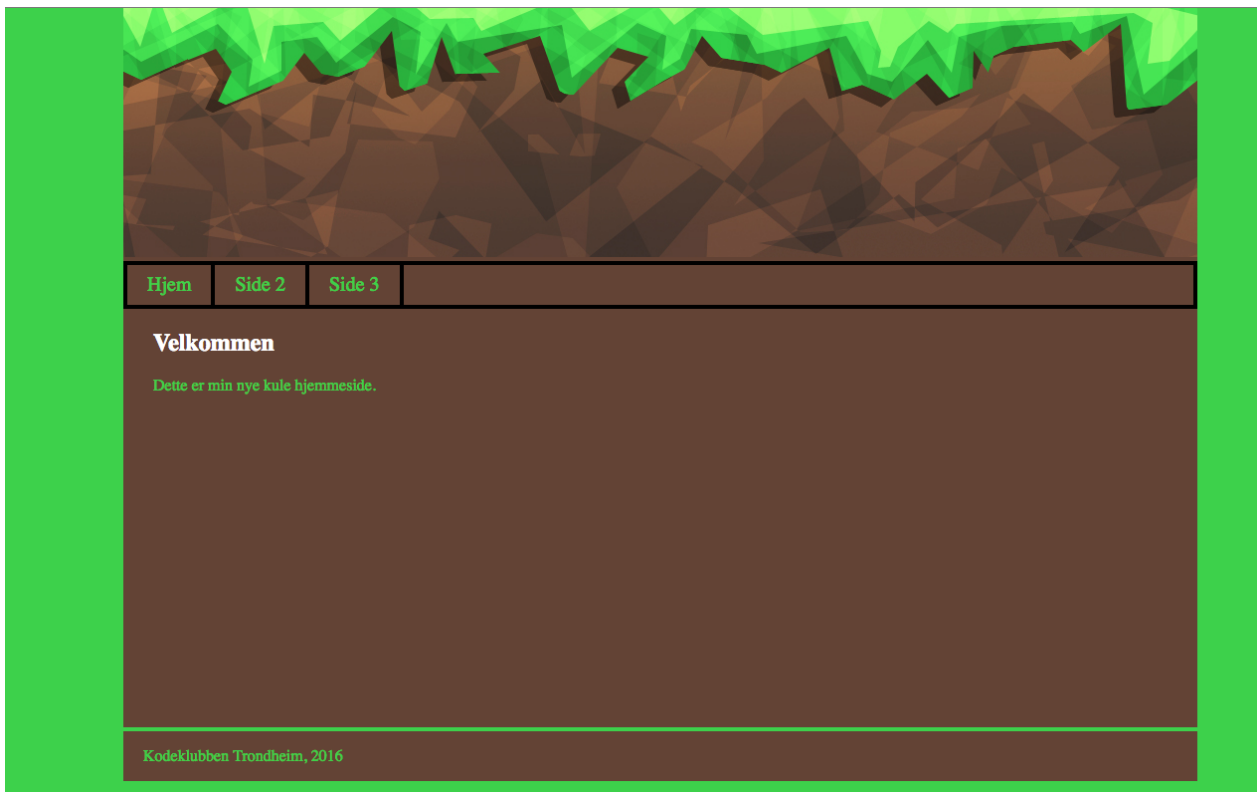 Hjem Side 2 Side 3
Velkommen
Dette er min nye kule hjemmeside.
Kodeklubben Trondheim, 2016